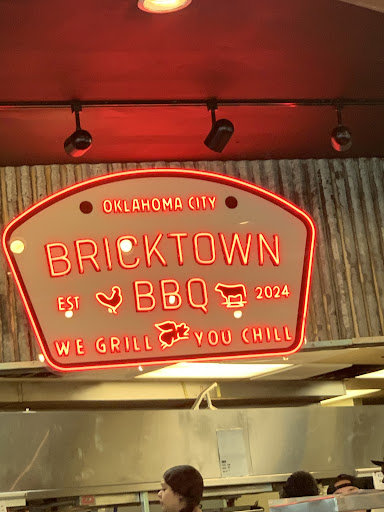 OKLAHOMA CITY
BRICKTOWN
EST BBQ 2024
WE GRILL YOU CHILL